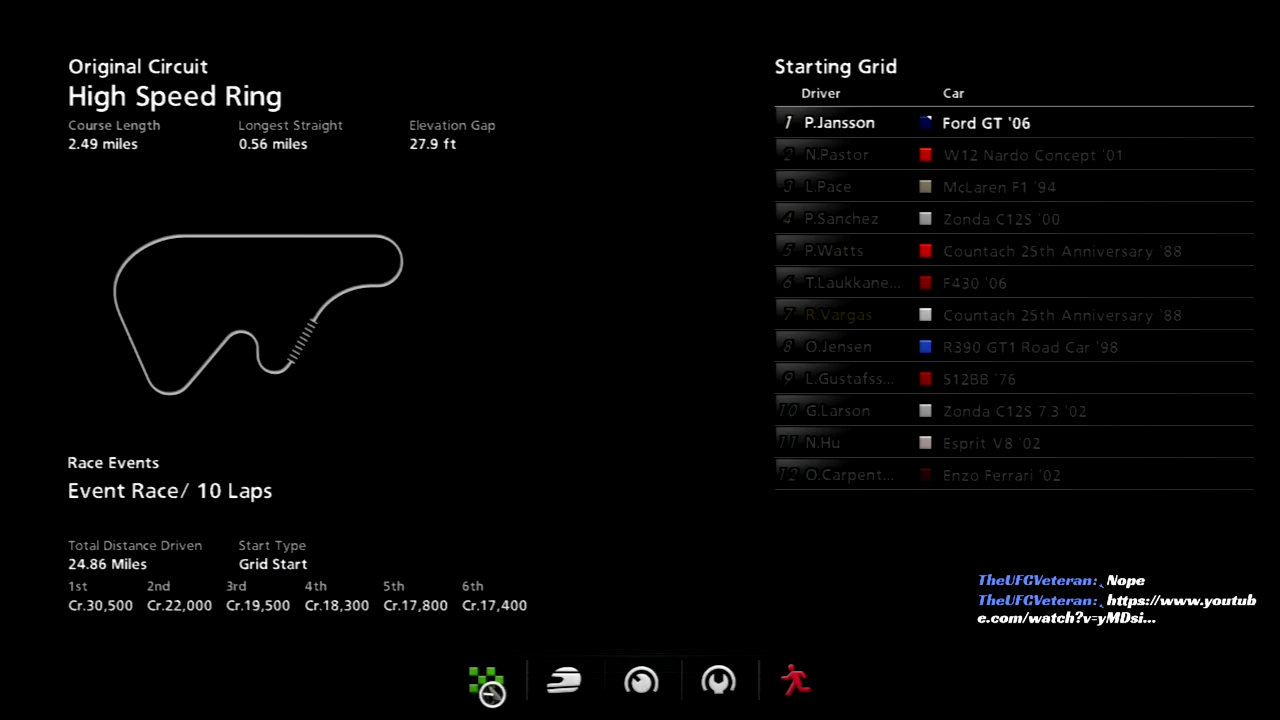 Original Circuit
High Speed Ring
Course Length Longest Straight Elevation Gap
2.49 miles 0.56 miles 27.9 ft
Race Events
Event Race/ 10 Laps
Total Distance Driven Start Type
24.86 Miles Grid Start
1st 2nd 3rd 4th 5th 6th
Cr.30,500 Cr.22,000 Cr.19,500 Cr.18,300 Cr.17,800 Cr.17,400
Starting Grid
Driver Car
1 P.Jansson Ford GT '06
2 N.Pastor W12 Nardo Concept '01
3 L.Pace McLaren F1 '94
4 P.Sanchez Zonda C12S '00
5 P.Watts Countach 25th Anniversary '88
6 T.Laukkane... F430 '06
7 R.Vargas Countach 25th Anniversary '88
8 O.Jensen R390 GT1 Road Car '98
9 L.Gustafss... 512BB '76
10 G.Larson Zonda C12S 7.3 '02
11 N.Hu Esprit V8 '02
12 O.Carpent... Enzo Ferrari '02
TheUFCVeteran: Nope
TheUFCVeteran: https://www.youtub
e.com/watch?v=yMDsi...